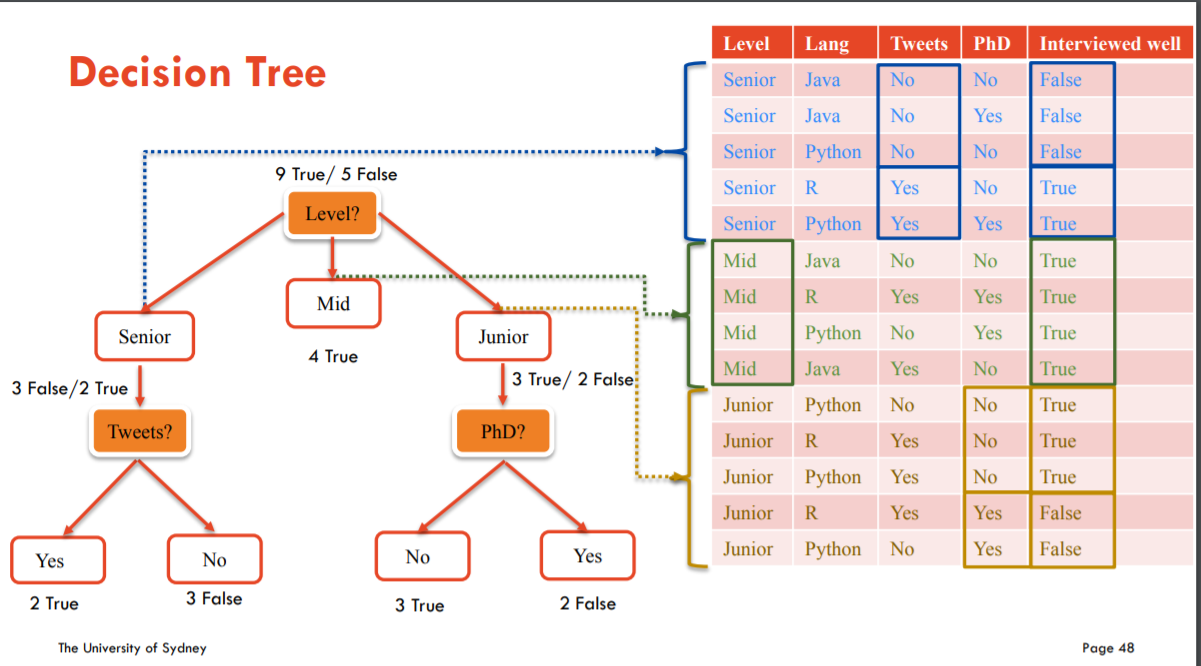 Decision Tree
9 True/ 5 False
Level?
Mid
Senior
Junior
4 True
3 False/2 True
3 True/ 2 False
Tweets?
PhD?
Yes
No
No
Yes
2 True
3 False
3 True
2 False
Level Lang Tweets PhD Interviewed well
Senior Java No No False
Senior Java No Yes False
Senior Python No No False
Senior R Yes No True
Senior Python Yes Yes True
Mid Java No No True
Mid R Yes Yes True
Mid Python No Yes True
Mid Java Yes No True
Junior Python No No True
Junior R Yes No True
Junior Python Yes No True
Junior R Yes Yes False
Junior Python No Yes False
The University of Sydney
Page 48